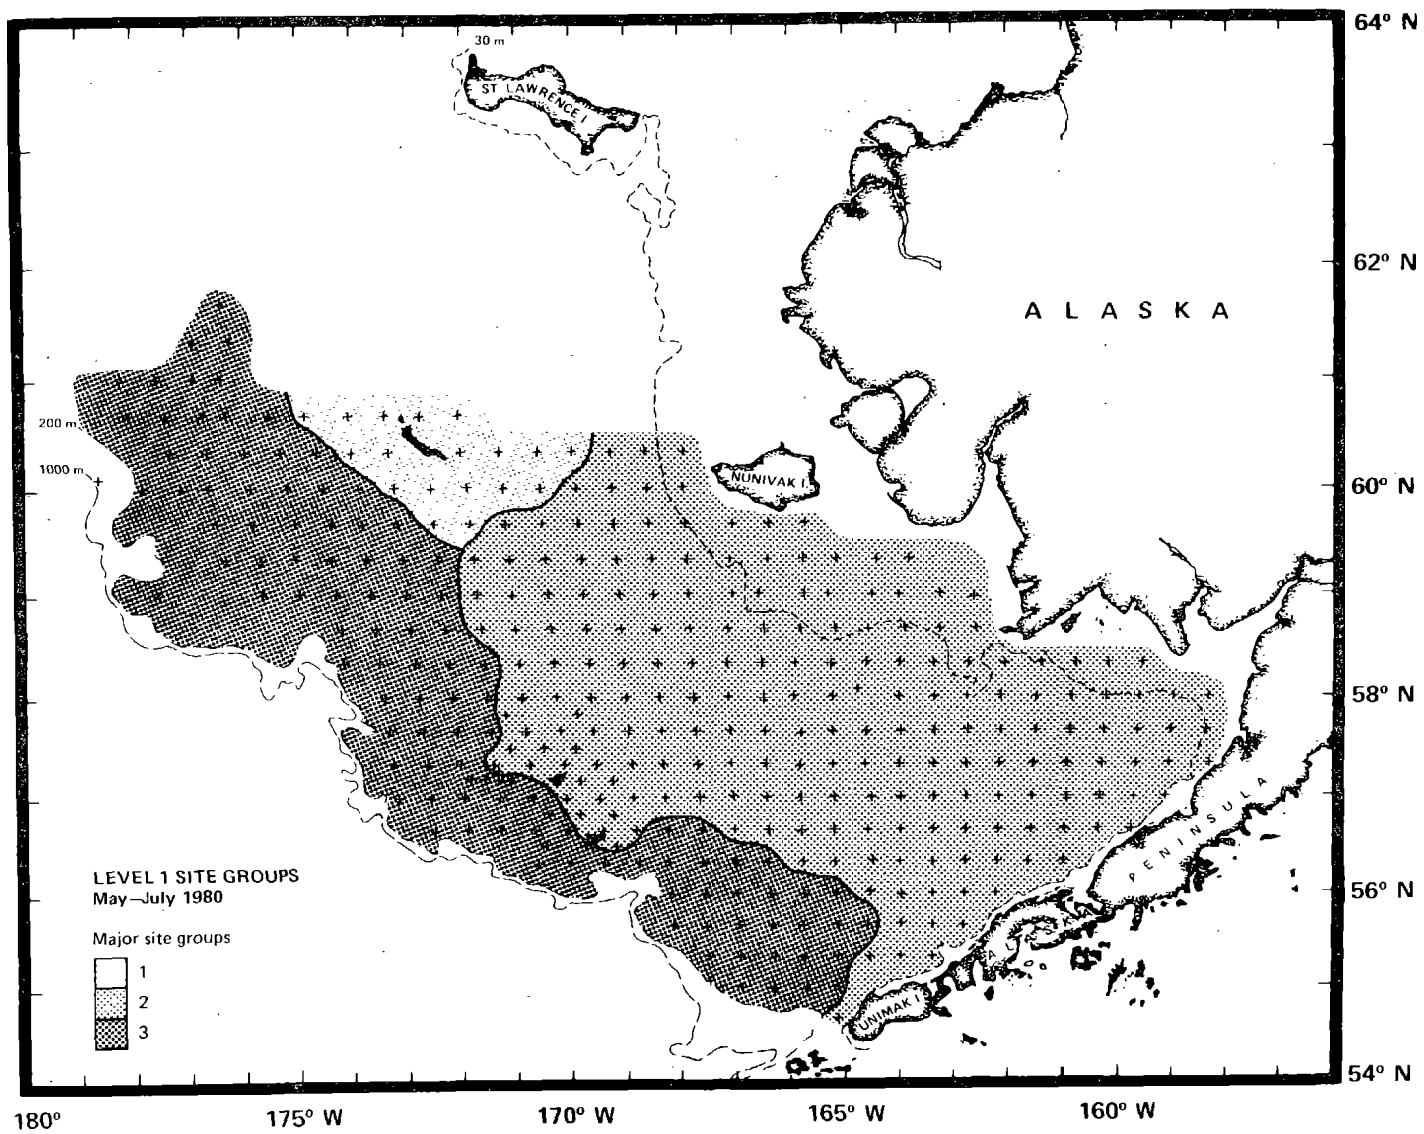 64° N
30 m
ST LAWRENCE I
62° N
ALASKA
200 m
1000 m
60° N
NUNIVAK I
58° N
PENINSULA
LEVEL 1 SITE GROUPS
May–July 1980
56° N
Major site groups
1
2
3
UNIMAK I
54° N
180° 175° W 170° W 165° W 160° W